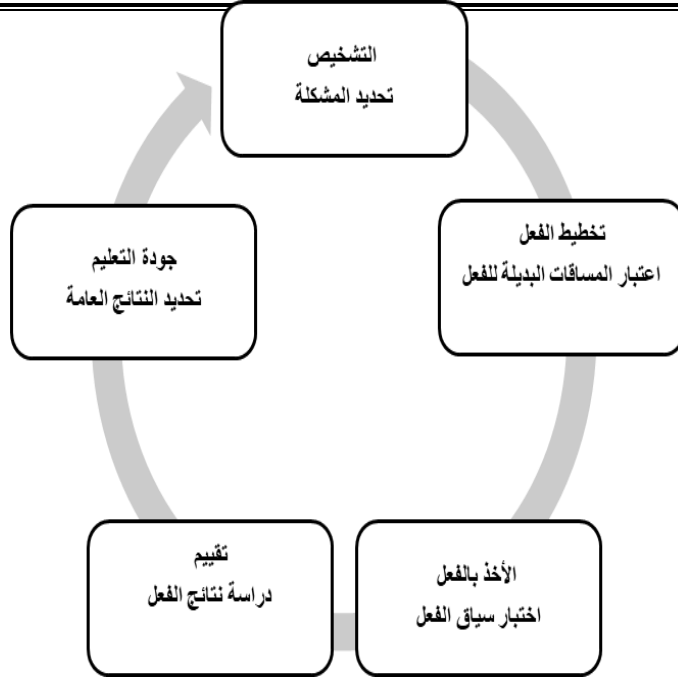 التشخيص
تحديد المشكلة
تخطيط الفعل
اعتبار المساقات البديلة للفعل
الأخذ بالفعل
اختبار سياق الفعل
تقييم
دراسة نتائج الفعل
جودة التعليم
تحديد النتائج العامة